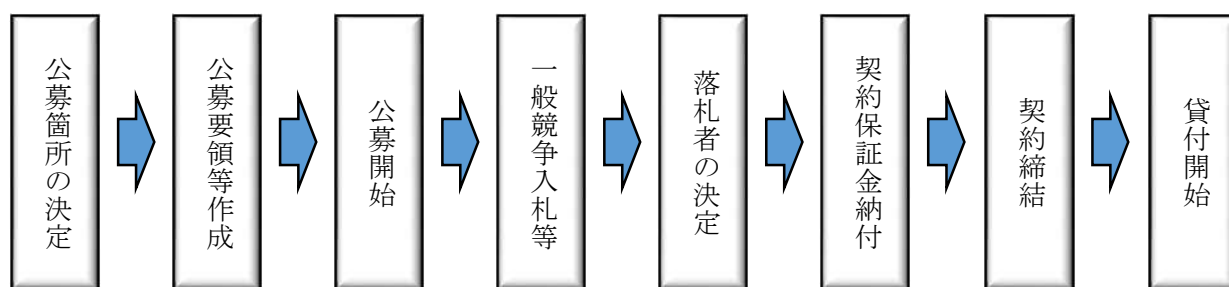 公募箇所の決定
公募要領等作成
公募開始
一般競争入札等
落札者の決定
契約保証金納付
契約締結
貸付開始